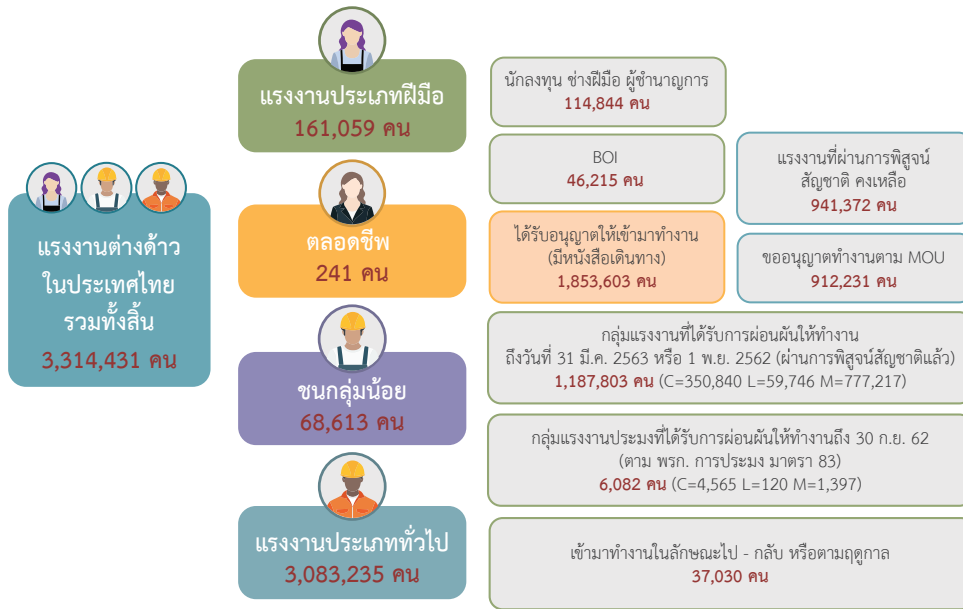 แรงงานต่างด้าว
ในประเทศไทย
รวมทั้งสิ้น
3,314,431 คน
แรงงานประเภทฝีมือ
161,059 คน
ตลอดชีพ
241 คน
ชนกลุ่มน้อย
68,613 คน
แรงงานประเภททั่วไป
3,083,235 คน
นักลงทุน ช่างฝีมือ ผู้ชำนาญการ
114,844 คน
BOI
46,215 คน
ได้รับอนุญาตให้เข้ามาทำงาน
(มีหนังสือเดินทาง)
1,853,603 คน
แรงงานที่ผ่านการพิสูจน์
สัญชาติ คงเหลือ
941,372 คน
ขออนุญาตทำงานตาม MOU
912,231 คน
กลุ่มแรงงานที่ได้รับการผ่อนผันให้ทำงาน
ถึงวันที่ 31 มี.ค. 2563 หรือ 1 พ.ย. 2562 (ผ่านการพิสูจน์สัญชาติแล้ว)
1,187,803 คน (C=350,840 L=59,746 M=777,217)
กลุ่มแรงงานประมงที่ได้รับการผ่อนผันให้ทำงานถึง 30 ก.ย. 62
(ตาม พรก. การประมง มาตรา 83)
6,082 คน (C=4,565 L=120 M=1,397)
เข้ามาทำงานในลักษณะไป - กลับ หรือตามฤดูกาล
37,030 คน